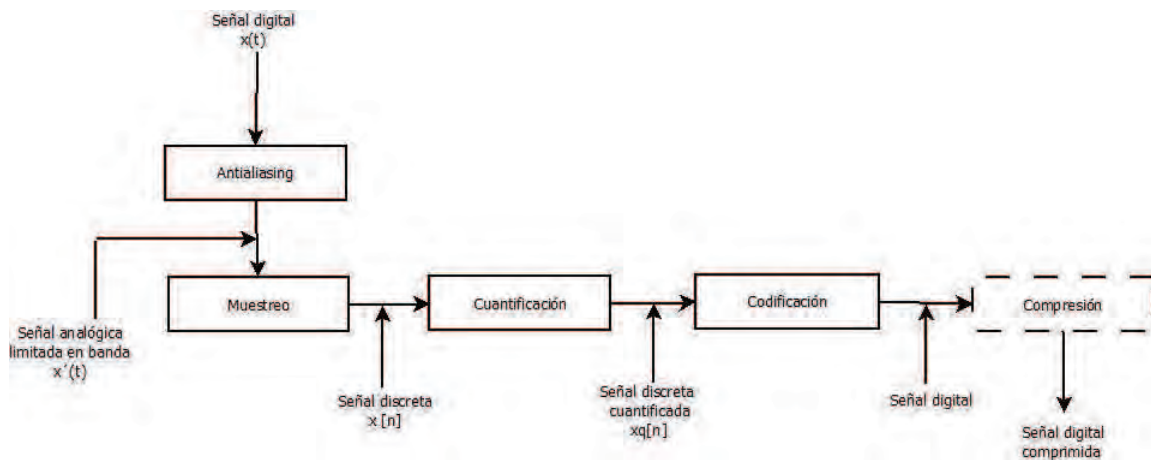 Señal digital
x(t)
Antialiasing
Muestreo
Cuantificación
Codificación
Compresión
Señal analógica
limitada en banda
x´(t)
Señal discreta
x [n]
Señal discreta
cuantificada
xq[n]
Señal digital
Señal digital
comprimida